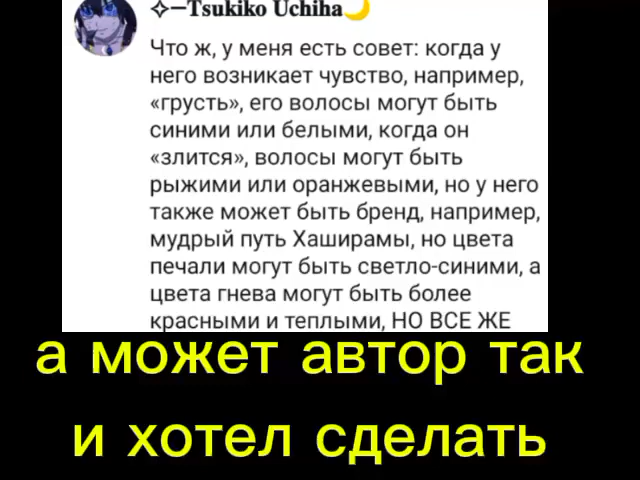 ✧—Tsukiko Uchiha🌙
Что ж, у меня есть совет: когда у
него возникает чувство, например,
«грусть», его волосы могут быть
синими или белыми, когда он
«злится», волосы могут быть
рыжими или оранжевыми, но у него
также может быть бренд, например,
мудрый путь Хаширамы, но цвета
печали могут быть светло-синими, а
цвета гнева могут быть более
красными и теплыми, НО ВСЕ ЖЕ
а может автор так
и хотел сделать